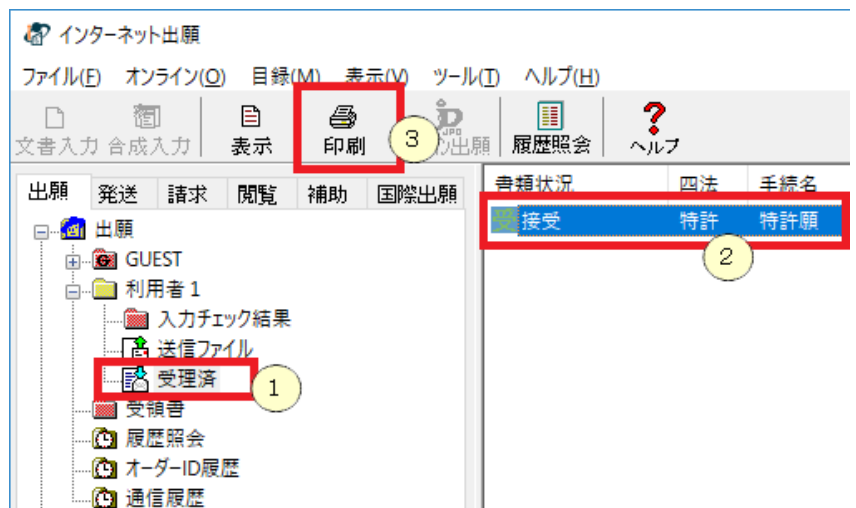 インターネット出願
ファイル(F) オンライン(O) 目録(M) 表示(V) ツール(T) ヘルプ(H)
文書入力 合成入力 表示 印刷 3 出願 履歴照会 ヘルプ
出願 発送 請求 閲覧 補助 国際出願
書類状況 四法 手続名
受 接受 特許 特許願
2
出願
GUEST
利用者1
入力チェック結果
送信ファイル
受理済 1
受領書
履歴照会
オーダーID履歴
通信履歴